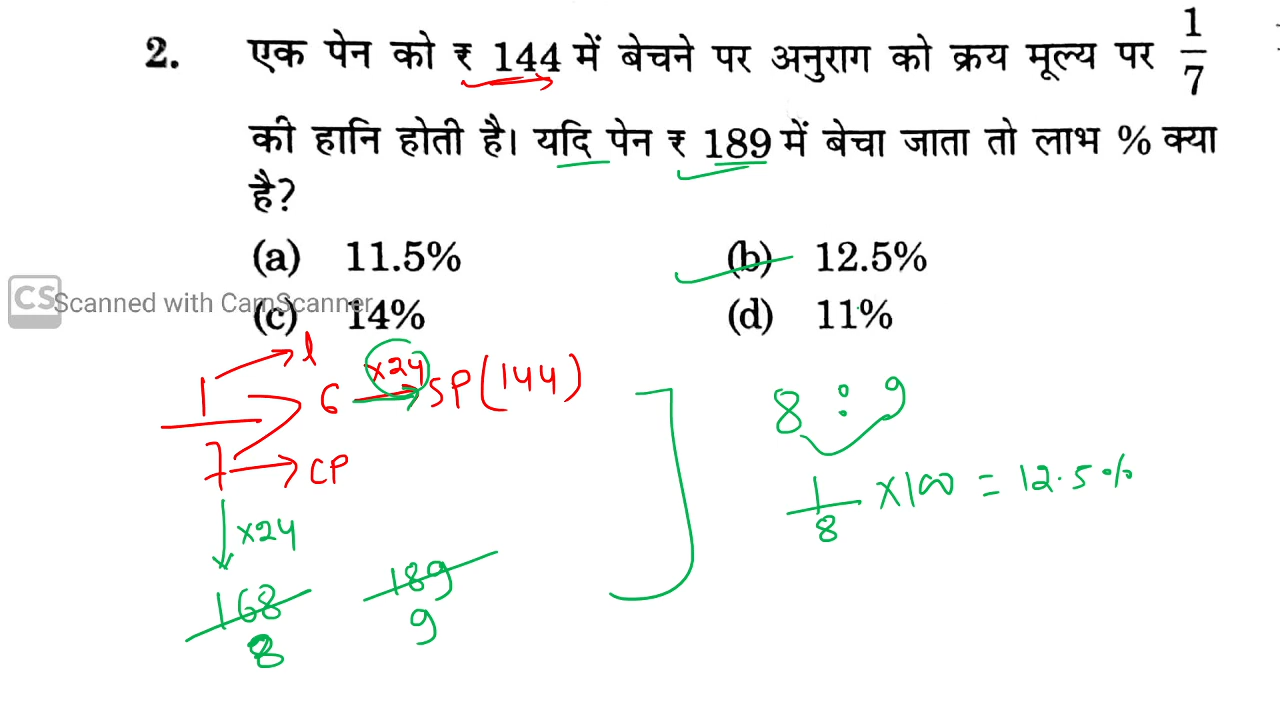 2. एक पेन को ₹ 144 में बेचने पर अनुराग को क्रय मूल्य पर 1/7
की हानि होती है। यदि पेन ₹ 189 में बेचा जाता तो लाभ % क्या
है?
(a) 11.5% (b) 12.5%
CS Scanned with CamScanner
(c) 14% (d) 11%
1 → l
6 ×24 → SP(144)
7 → CP
×24
168 189
8 9
8 : 9
1/8 ×100 = 12.5%